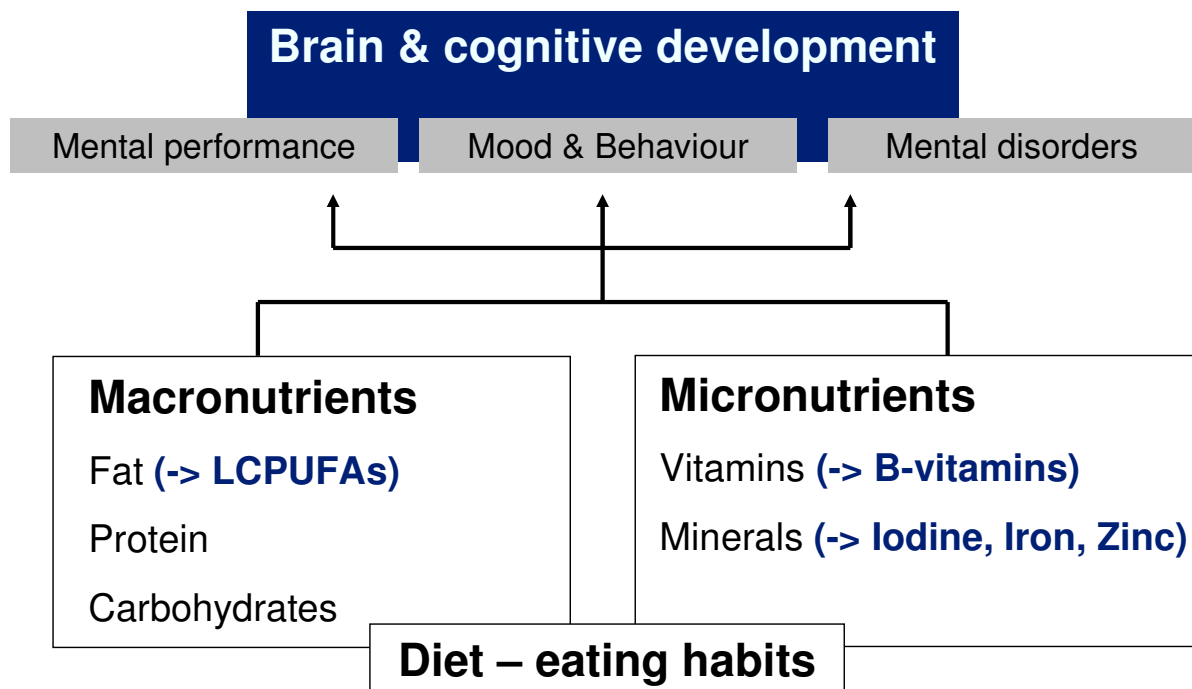 Brain & cognitive development
Mental performance
Mood & Behaviour
Mental disorders
Macronutrients
Fat (-> LCPUFAs)
Protein
Carbohydrates
Micronutrients
Vitamins (-> B-vitamins)
Minerals (-> Iodine, Iron, Zinc)
Diet – eating habits